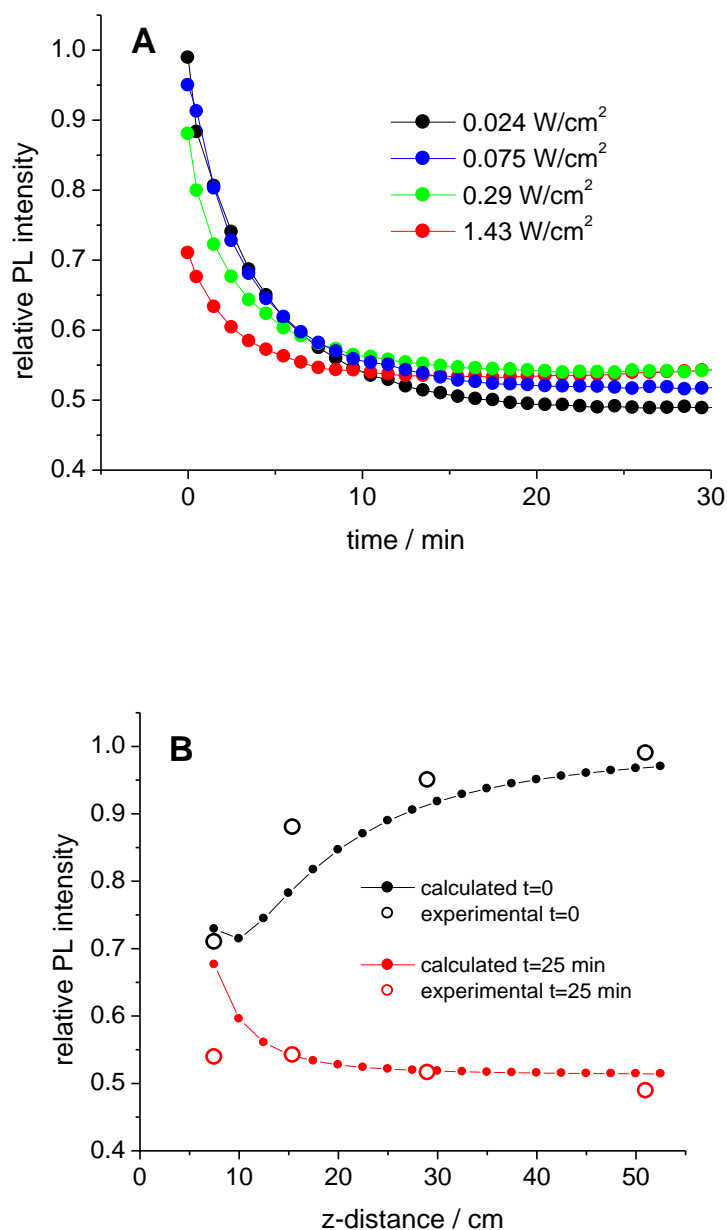 A
1.0
0.9
0.8
0.7
0.6
0.5
0.4
relative PL intensity
0.024 W/cm²
0.075 W/cm²
0.29 W/cm²
1.43 W/cm²
0 10 20 30
time / min
B
1.0
0.9
0.8
0.7
0.6
0.5
0.4
relative PL intensity
calculated t=0
experimental t=0
calculated t=25 min
experimental t=25 min
0 10 20 30 40 50
z-distance / cm